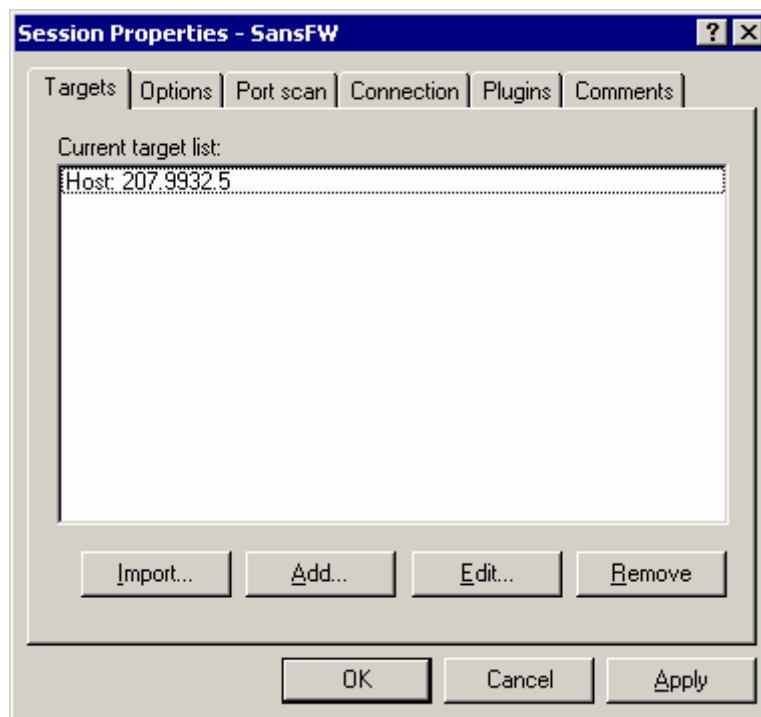 Session Properties - SansFW
Targets Options Port scan Connection Plugins Comments
Current target list:
Host: 207.9932.5
Import... Add... Edit... Remove
OK Cancel Apply